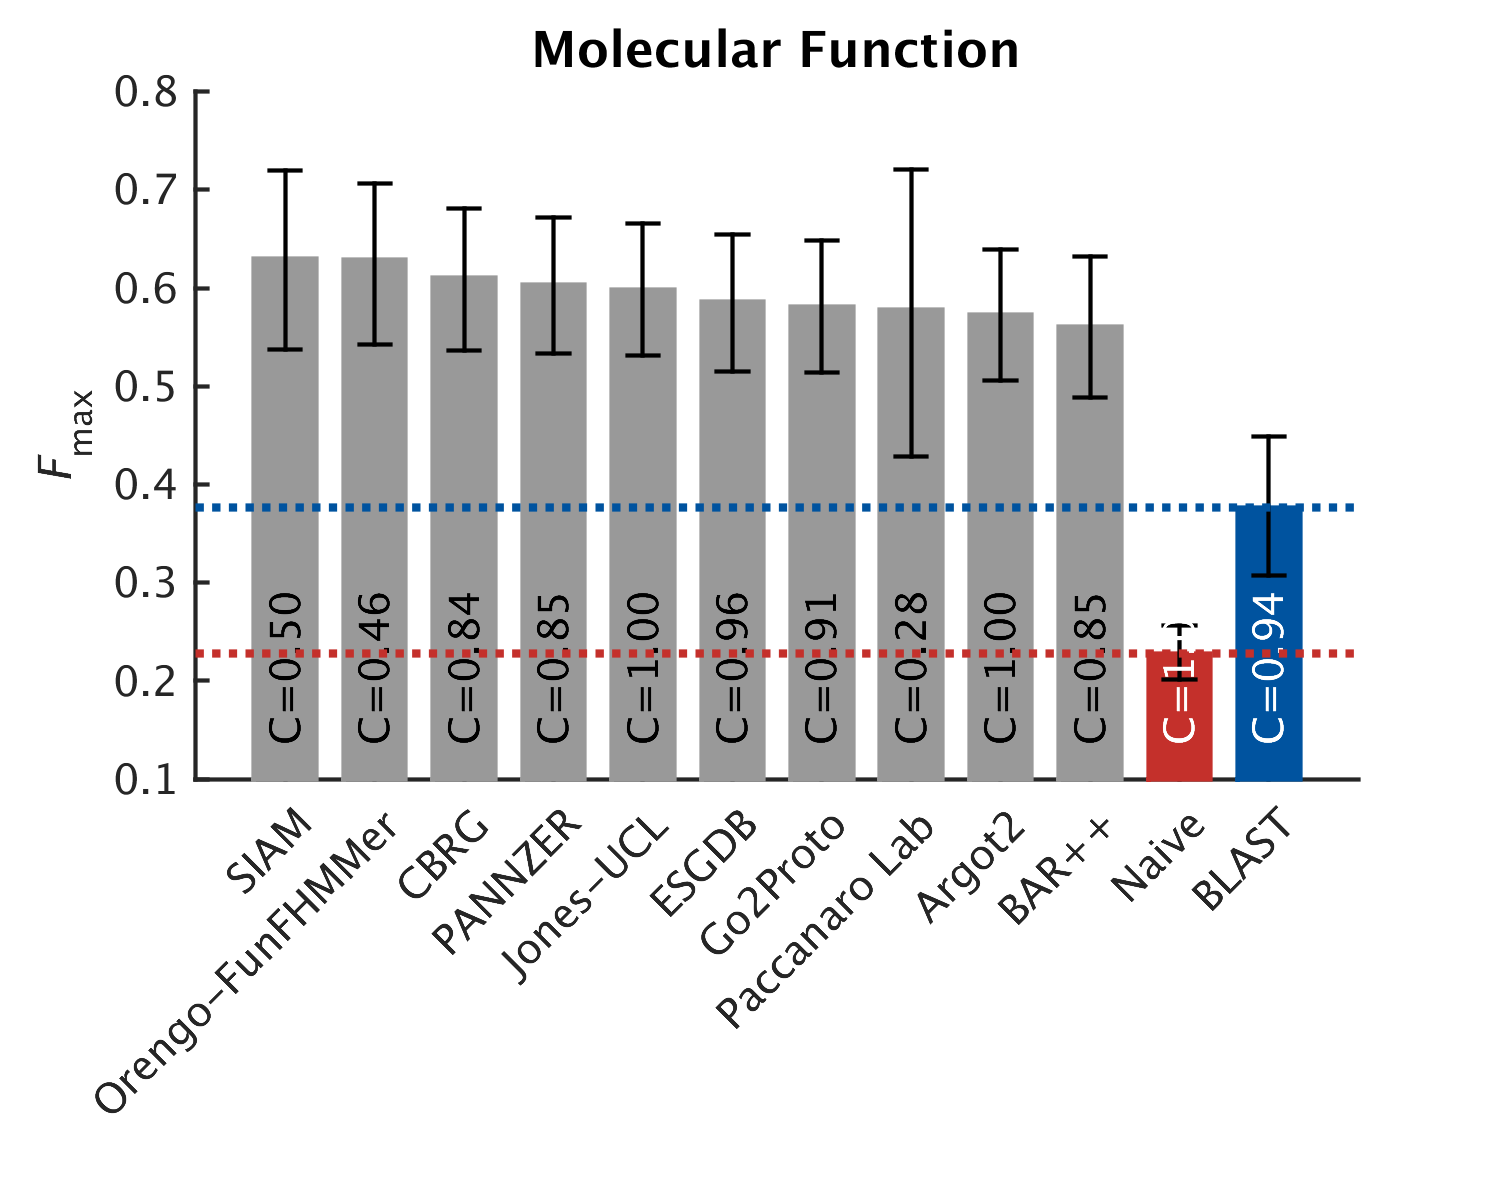 Molecular Function
0.8
0.7
0.6
0.5
0.4
0.3
0.2
0.1
Fmax
C=0.50
C=0.46
C=0.84
C=0.85
C=1.00
C=0.96
C=0.91
C=0.28
C=1.00
C=0.85
C=1
C=0.94
SIAM
Orengo-FunFHMMer
CBRG
PANNZER
Jones-UCL
ESGDB
Go2Proto
Paccanaro Lab
Argot2
BAR++
Naive
BLAST